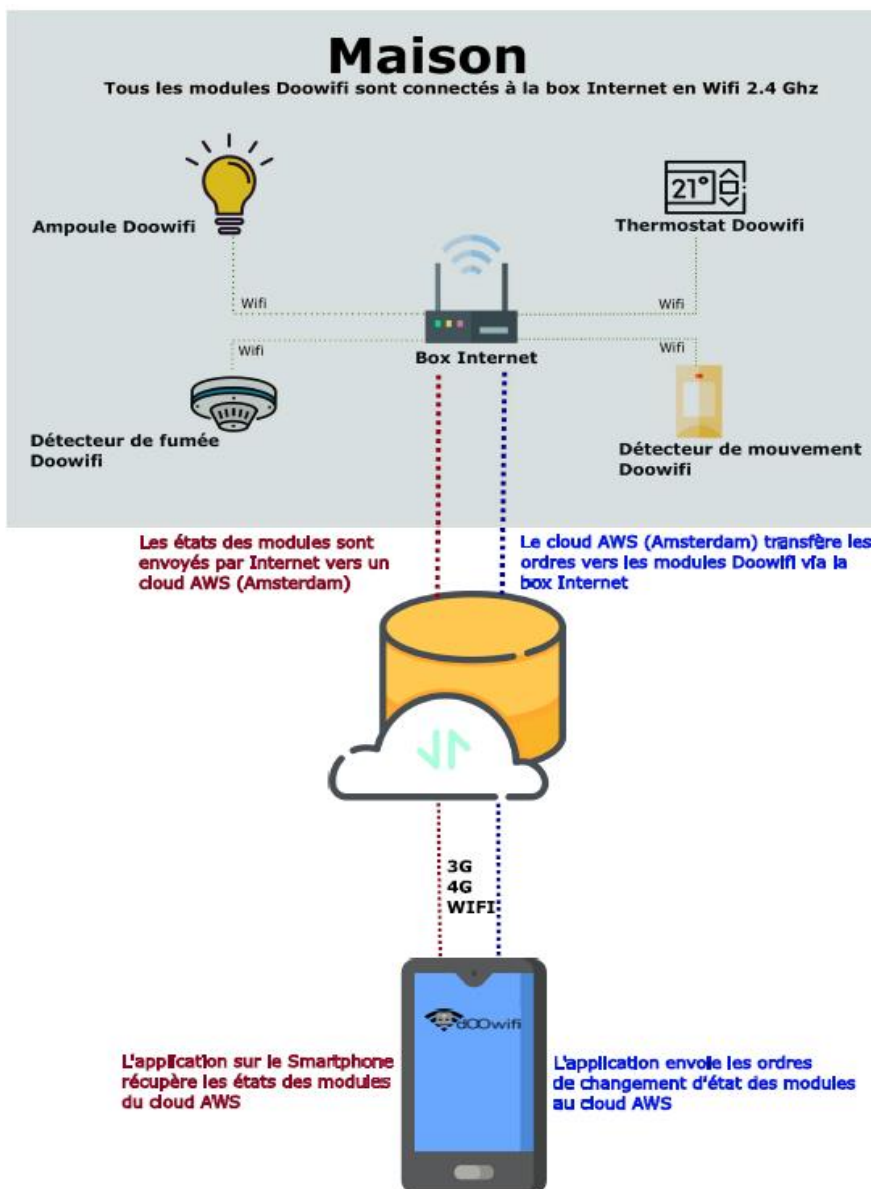 Maison
Tous les modules Doowifi sont connectés à la box Internet en Wifi 2.4 Ghz
Ampoule Doowifi
21°
Thermostat Doowifi
Wifi
Wifi
Wifi
Wifi
Box Internet
Détecteur de fumée
Doowifi
Détecteur de mouvement
Doowifi
Les états des modules sont
envoyés par Internet vers un
cloud AWS (Amsterdam)
Le cloud AWS (Amsterdam) transfère les
ordres vers les modules Doowifi via la
box Internet
3G
4G
WIFI
dOOwifi
L'application sur le Smartphone
récupère les états des modules
du cloud AWS
L'application envoie les ordres
de changement d'état des modules
au cloud AWS